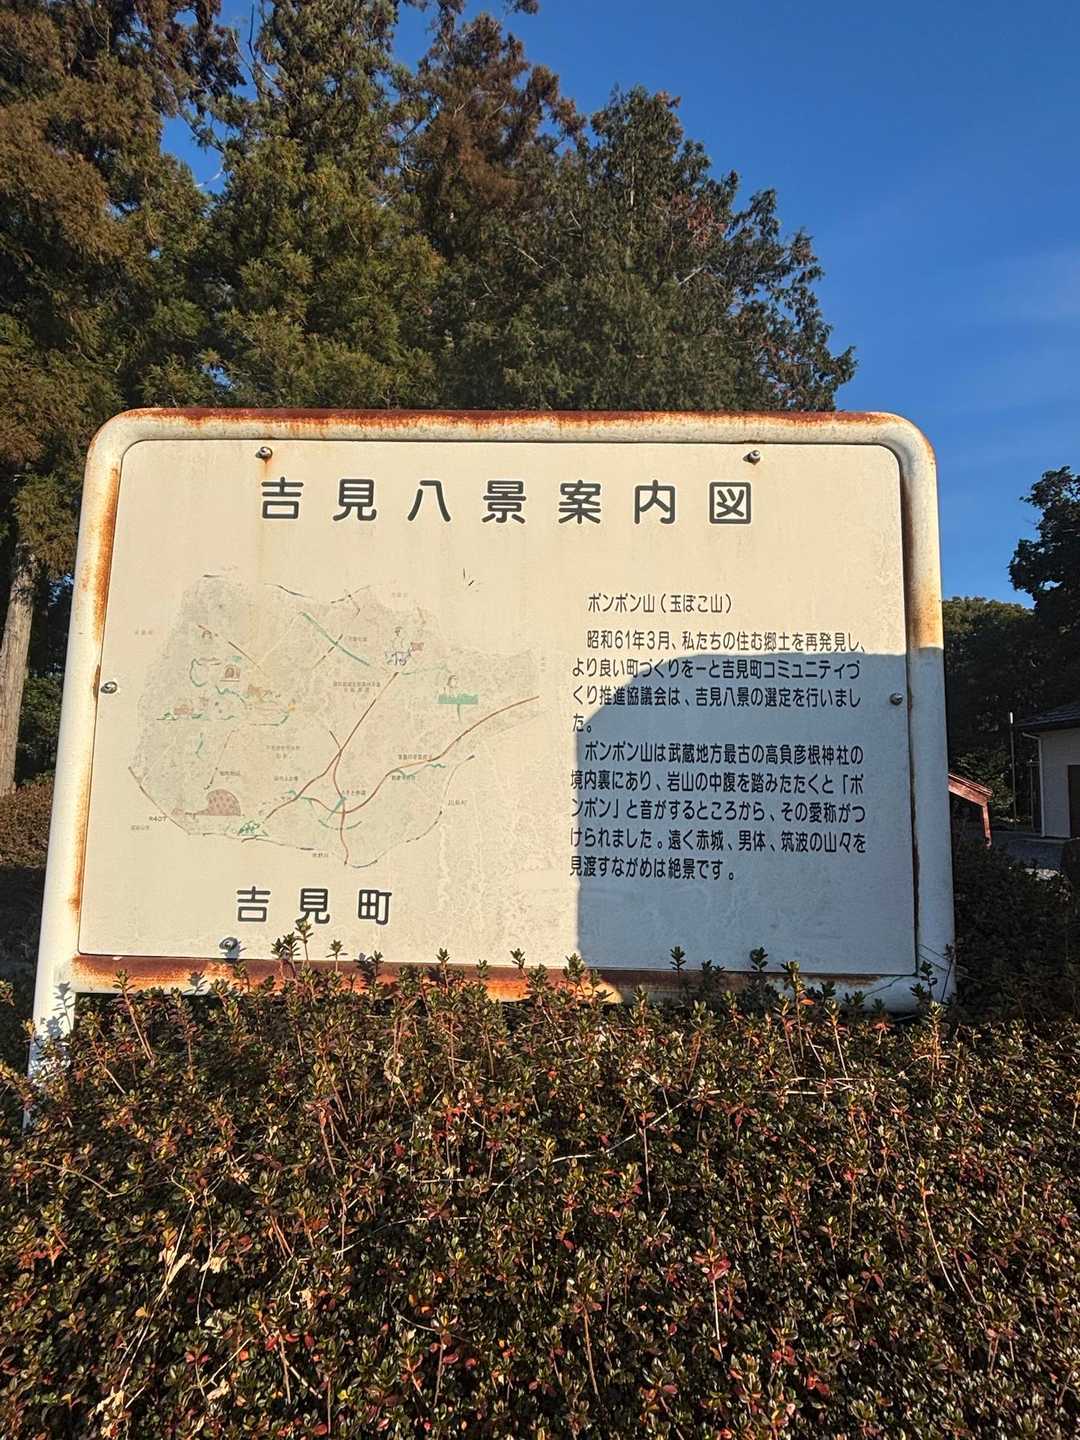 吉見八景案内図
ポンポン山（玉ぼこ山）
昭和61年3月、私たちの住む郷土を再発見し、
より良い町づくりをーと吉見町コミュニティづ
くり推進協議会は、吉見八景の選定を行いまし
た。
ポンポン山は武蔵地方最古の高負彦根神社の
境内裏にあり、岩山の中腹を踏みたたくと「ポ
ンポン」と音がするところから、その愛称がつ
けられました。遠く赤城、男体、筑波の山々を
見渡すながめは絶景です。
吉見町